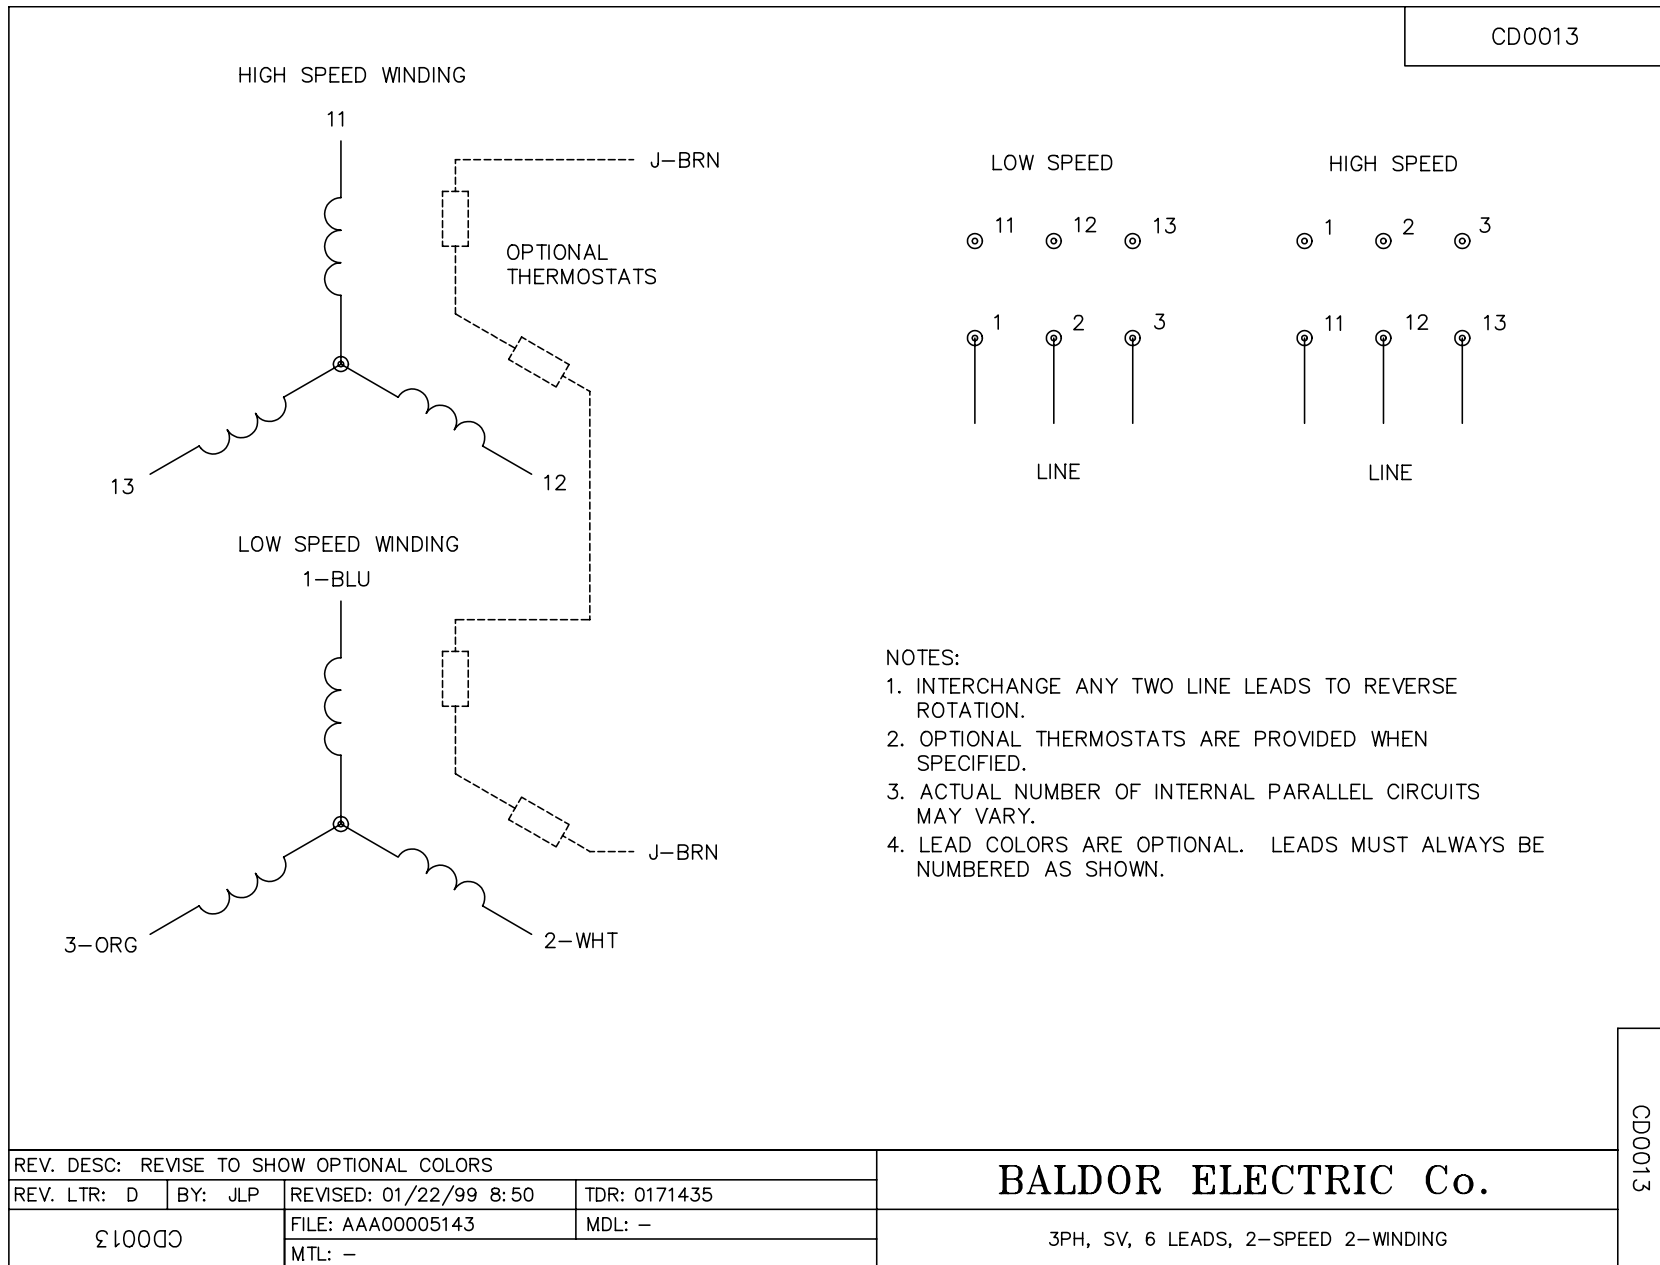 CD0013
HIGH SPEED WINDING
11
J-BRN
OPTIONAL
THERMOSTATS
13
12
LOW SPEED WINDING
1-BLU
J-BRN
3-ORG
2-WHT
LOW SPEED
11 12 13
1 2 3
LINE
HIGH SPEED
1 2 3
11 12 13
LINE
NOTES:
1. INTERCHANGE ANY TWO LINE LEADS TO REVERSE
ROTATION.
2. OPTIONAL THERMOSTATS ARE PROVIDED WHEN
SPECIFIED.
3. ACTUAL NUMBER OF INTERNAL PARALLEL CIRCUITS
MAY VARY.
4. LEAD COLORS ARE OPTIONAL. LEADS MUST ALWAYS BE
NUMBERED AS SHOWN.
CD0013
REV. DESC: REVISE TO SHOW OPTIONAL COLORS
REV. LTR: D BY: JLP REVISED: 01/22/99 8:50 TDR: 0171435
CD0013
FILE: AAA00005143 MDL: -
MTL: -
BALDOR ELECTRIC Co.
3PH, SV, 6 LEADS, 2-SPEED 2-WINDING